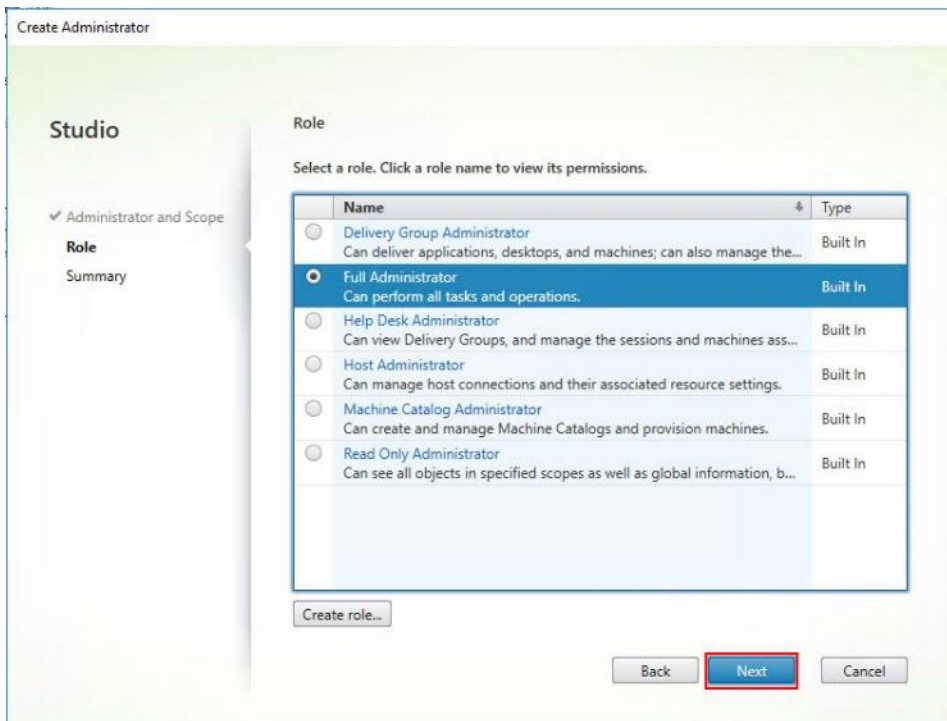 Create Administrator
Studio
Administrator and Scope
Role
Summary
Role
Select a role. Click a role name to view its permissions.
Name Type
Delivery Group Administrator
Can deliver applications, desktops, and machines; can also manage the... Built In
Full Administrator
Can perform all tasks and operations. Built In
Help Desk Administrator
Can view Delivery Groups, and manage the sessions and machines ass... Built In
Host Administrator
Can manage host connections and their associated resource settings. Built In
Machine Catalog Administrator
Can create and manage Machine Catalogs and provision machines. Built In
Read Only Administrator
Can see all objects in specified scopes as well as global information, b... Built In
Create role...
Back Next Cancel